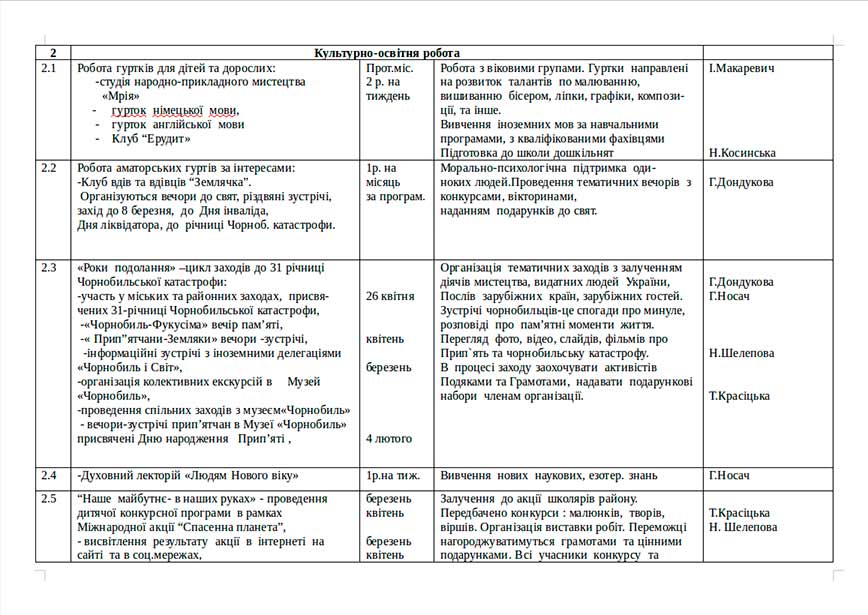 2 Культурно-освітня робота
2.1
Робота гуртків для дітей та дорослих:
-студія народно-прикладного мистецтва
«Мрія»
- гурток німецької мови,
- гурток англійської мови
- Клуб “Ерудит»
Прот.міс.
2 р. на
тиждень
Робота з віковими групами. Гуртки направлені
на розвиток талантів по малюванню,
вишиванню бісером, ліпки, графіки, компози-
ції, та інше.
Вивчення іноземних мов за навчальними
програмами, з кваліфікованими фахівцями
Підготовка до школи дошкільнят
І.Макаревич
Н.Косинська
2.2
Робота аматорських гуртів за інтересами:
-Клуб вдів та вдівців “Землячка”.
Організуються вечори до свят, різдвяні зустрічі,
захід до 8 березня, до Дня інваліда,
Дня ліквідатора, до річниці Чорноб. катастрофи.
1р. на
місяць
за програм.
Морально-психологічна підтримка оди-
ноких людей.Проведення тематичних вечорів з
конкурсами, вікторинами,
наданням подарунків до свят.
Г.Дондукова
2.3
«Роки подолання» –цикл заходів до 31 річниці
Чорнобильської катастрофи:
-участь у міських та районних заходах, присвя-
чених 31-річниці Чорнобильської катастрофи,
-«Чорнобиль-Фукусіма» вечір пам’яті,
-« Прип”ятчани-Земляки» вечори -зустрічі,
-інформаційні зустрічі з іноземними делегаціями
«Чорнобиль і Світ»,
-організація колективних екскурсій в Музей
«Чорнобиль»,
-проведення спільних заходів з музеєм«Чорнобиль»
- вечори-зустрічі прип’ятчан в Музеї «Чорнобиль»
присвячені Дню народження Прип’яті ,
26 квітня
квітень
березень
4 лютого
Організація тематичних заходів з залученням
діячів мистецтва, видатних людей України,
Послів зарубіжних країн, зарубіжних гостей.
Зустрічі чорнобильців-це спогади про минуле,
розповіді про пам’ятні моменти життя.
Перегляд фото, відео, слайдів, фільмів про
Прип`ять та чорнобильську катастрофу.
В процесі заходу заохочувати активістів
Подяками та Грамотами, надавати подарункові
набори членам організації.
Г.Дондукова
Г.Носач
Н.Шелепова
Т.Красіцька
2.4
-Духовний лекторій «Людям Нового віку»
1р.на тиж.
Вивчення нових наукових, езотер. знань
Г.Носач
2.5
“Наше майбутнє- в наших руках» - проведення
дитячої конкурсної програми в рамках
Міжнародної акції “Спасенна планета”,
- висвітлення результату акції в інтернеті на
сайті та в соц.мережах,
березень
квітень
березень
квітень
Залучення до акції школярів району.
Передбачено конкурси : малюнків, творів,
віршів. Організація виставки робіт. Переможці
нагороджуватимуться грамотами та цінними
подарунками. Всі учасники конкурсу та
Т.Красіцька
Н. Шелепова